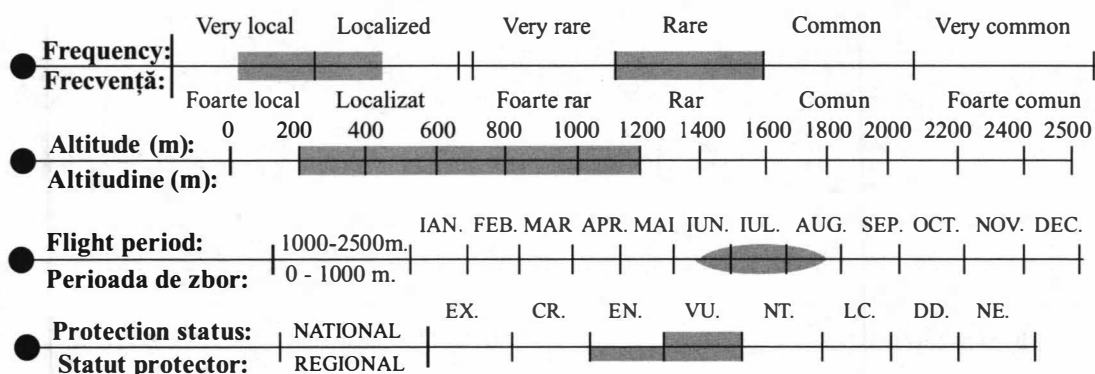 Very local Localized Very rare Rare Common Very common
Frequency:
Frecvență:
Foarte local Localizat Foarte rar Rar Comun Foarte comun
0 200 400 600 800 1000 1200 1400 1600 1800 2000 2200 2400 2500
Altitude (m):
Altitudine (m):
IAN. FEB. MAR APR. MAI IUN. IUL. AUG. SEP. OCT. NOV. DEC.
Flight period: 1000-2500m.
Perioada de zbor: 0 - 1000 m.
EX. CR. EN. VU. NT. LC. DD. NE.
Protection status: NATIONAL
Statut protector: REGIONAL